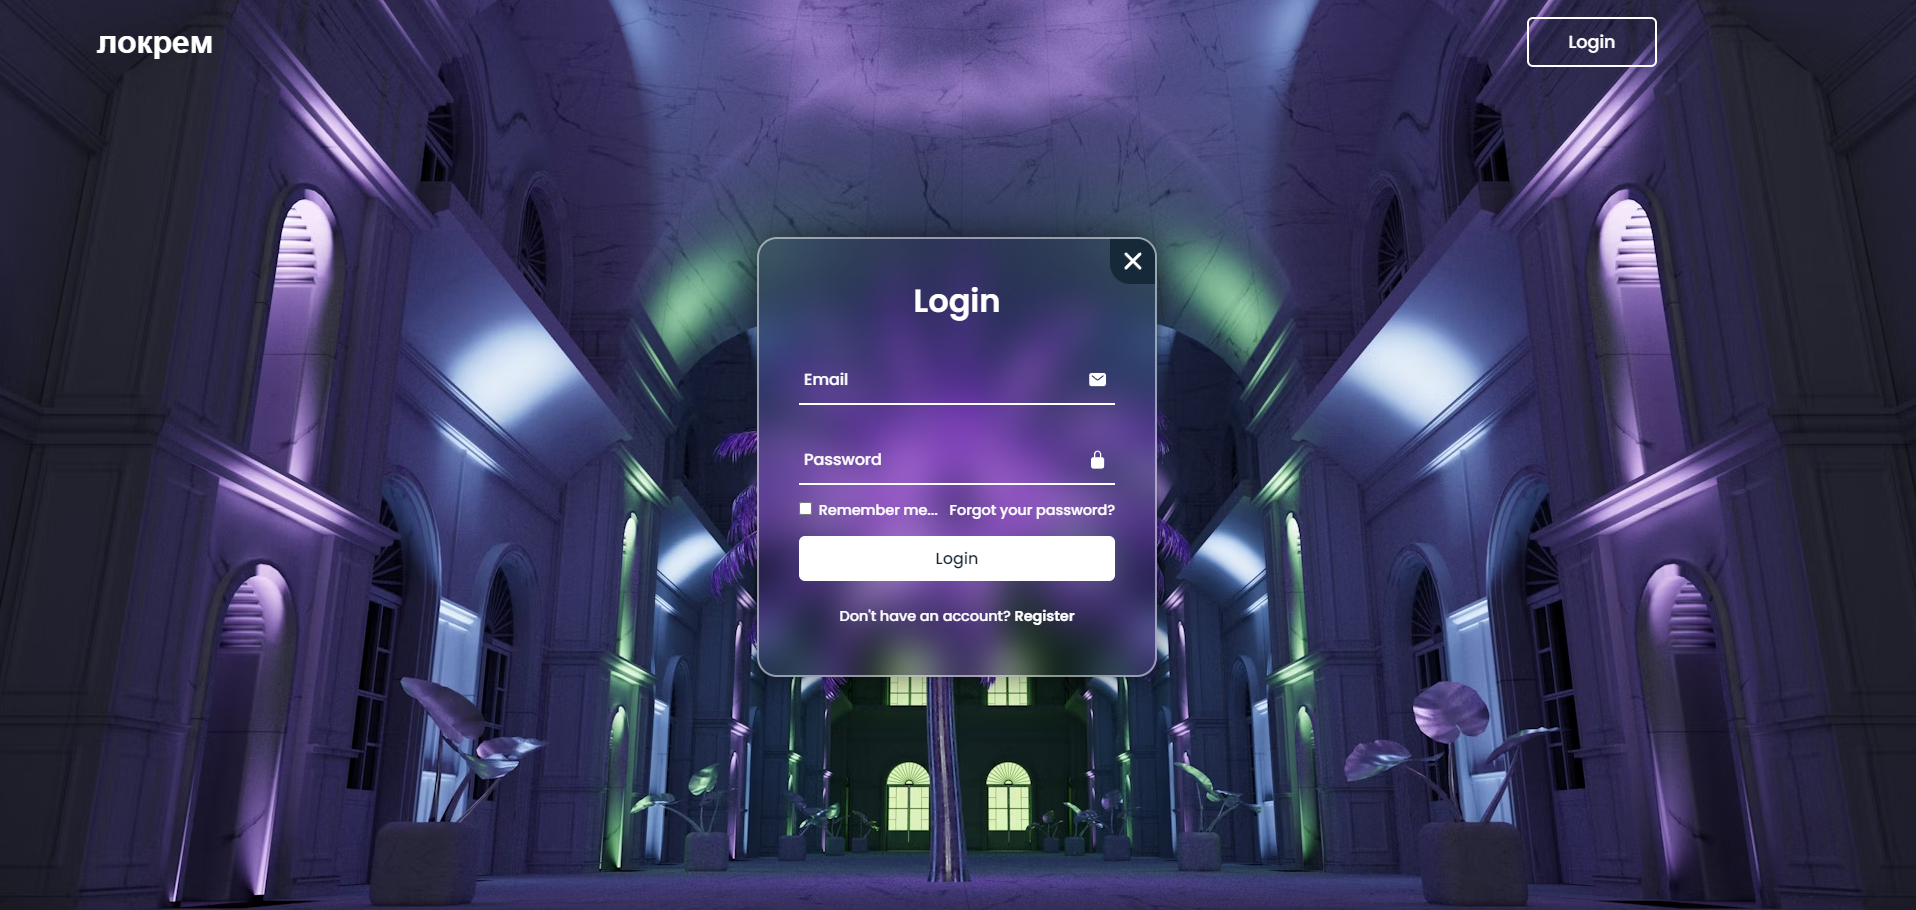 локрем
Login
Login
Email
Password
Remember me... Forgot your password?
Login
Don't have an account? Register